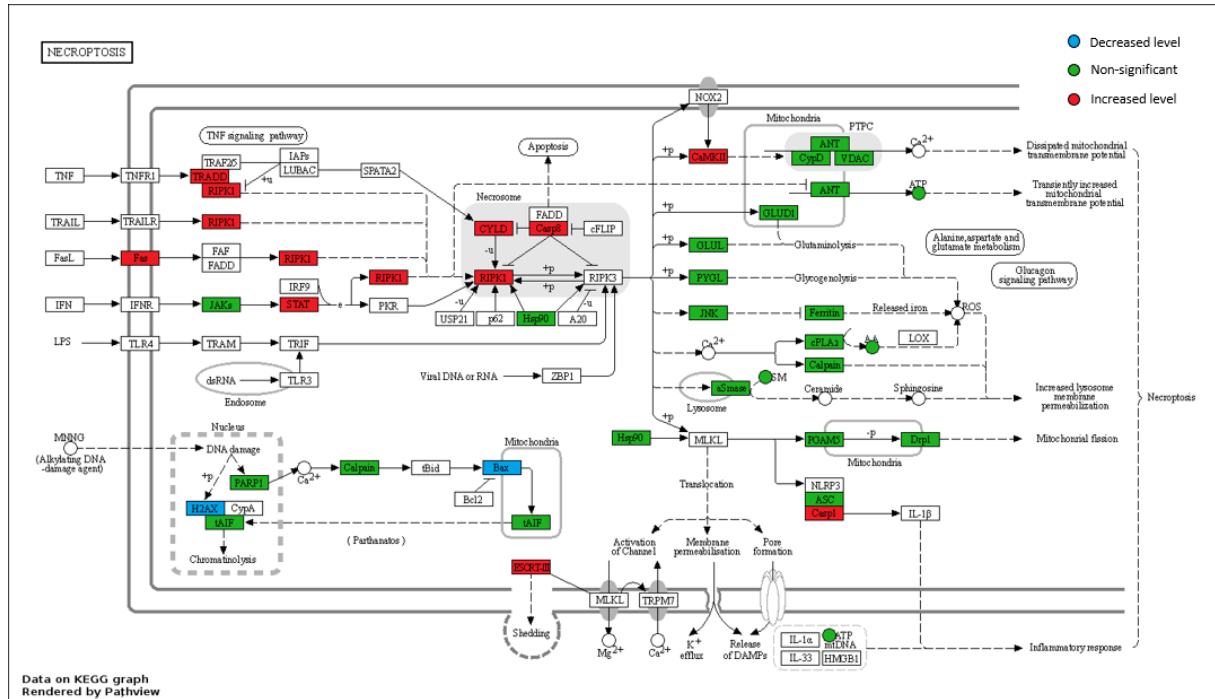 NECROPTOSIS
Decreased level
Non-significant
Increased level
NOX2
Mitochondria
PTPC
ANT
CypD
VDAC
Ca2+
Dissipated mitochondrial
transmembrane potential
TNF signaling pathway
Apoptosis
TNF
TNFR1
TRAF2/5
TRADD
RIPK1
IAPs
LUBAC
SPATA2
+u
+p
CaMKII
ANT
ATP
Transiently increased
mitochondrial
transmembrane potential
Necrosome
TRAIL
TRAILR
RIPK1
CYLD
FADD
Casp8
cFLIP
+p
GLUD1
FasL
Fas
FAF
FADD
RIPK1
-u
+p
GLUL
Glutaminolysis
Alanine,aspartate and
glutamate metabolism
RIPK1
RIPK1
+p
+p
RIPK3
+p
PYGL
Glycogenolysis
Glucagon
signaling pathway
IFN
IFNR
JAKs
IRF9
STAT
e
PKR
-u
-u
USP21
p62
Hsp90
A20
+p
JNK
Ferritin
Released iron
ROS
LPS
TLR4
TRAM
TRIF
Ca2+
cPLA2
AA
LOX
Calpain
dsRNA
TLR3
Endosome
Viral DNA or RNA
ZBP1
aSmase
SM
Lysosome
Ceramide
Sphingosine
Increased lysosome
membrane
permeabilization
Necroptosis
+p
MNNG
(Alkylating DNA
-damage agent)
Nucleus
DNA damage
+p
PARP1
Ca2+
Calpain
tBid
Bax
Bcl2
Mitochondria
Hsp90
MLKL
PGAM5
-p
Drp1
Mitochondria
Mitochonrial fission
H2AX
CypA
tAIF
tAIF
Chromatinolysis
( Parthanatos )
Translocation
NLRP3
ASC
Casp1
IL-1β
Activation
of Channel
Membrane
permeabilisation
Pore
formation
ESCRT-III
MLKL
TRPM7
Shedding
Mg2+
Ca2+
K+
efflux
Release
of DAMPs
IL-1α
ATP
mtDNA
IL-33
HMGB1
Inflammatory response
Data on KEGG graph
Rendered by Pathview